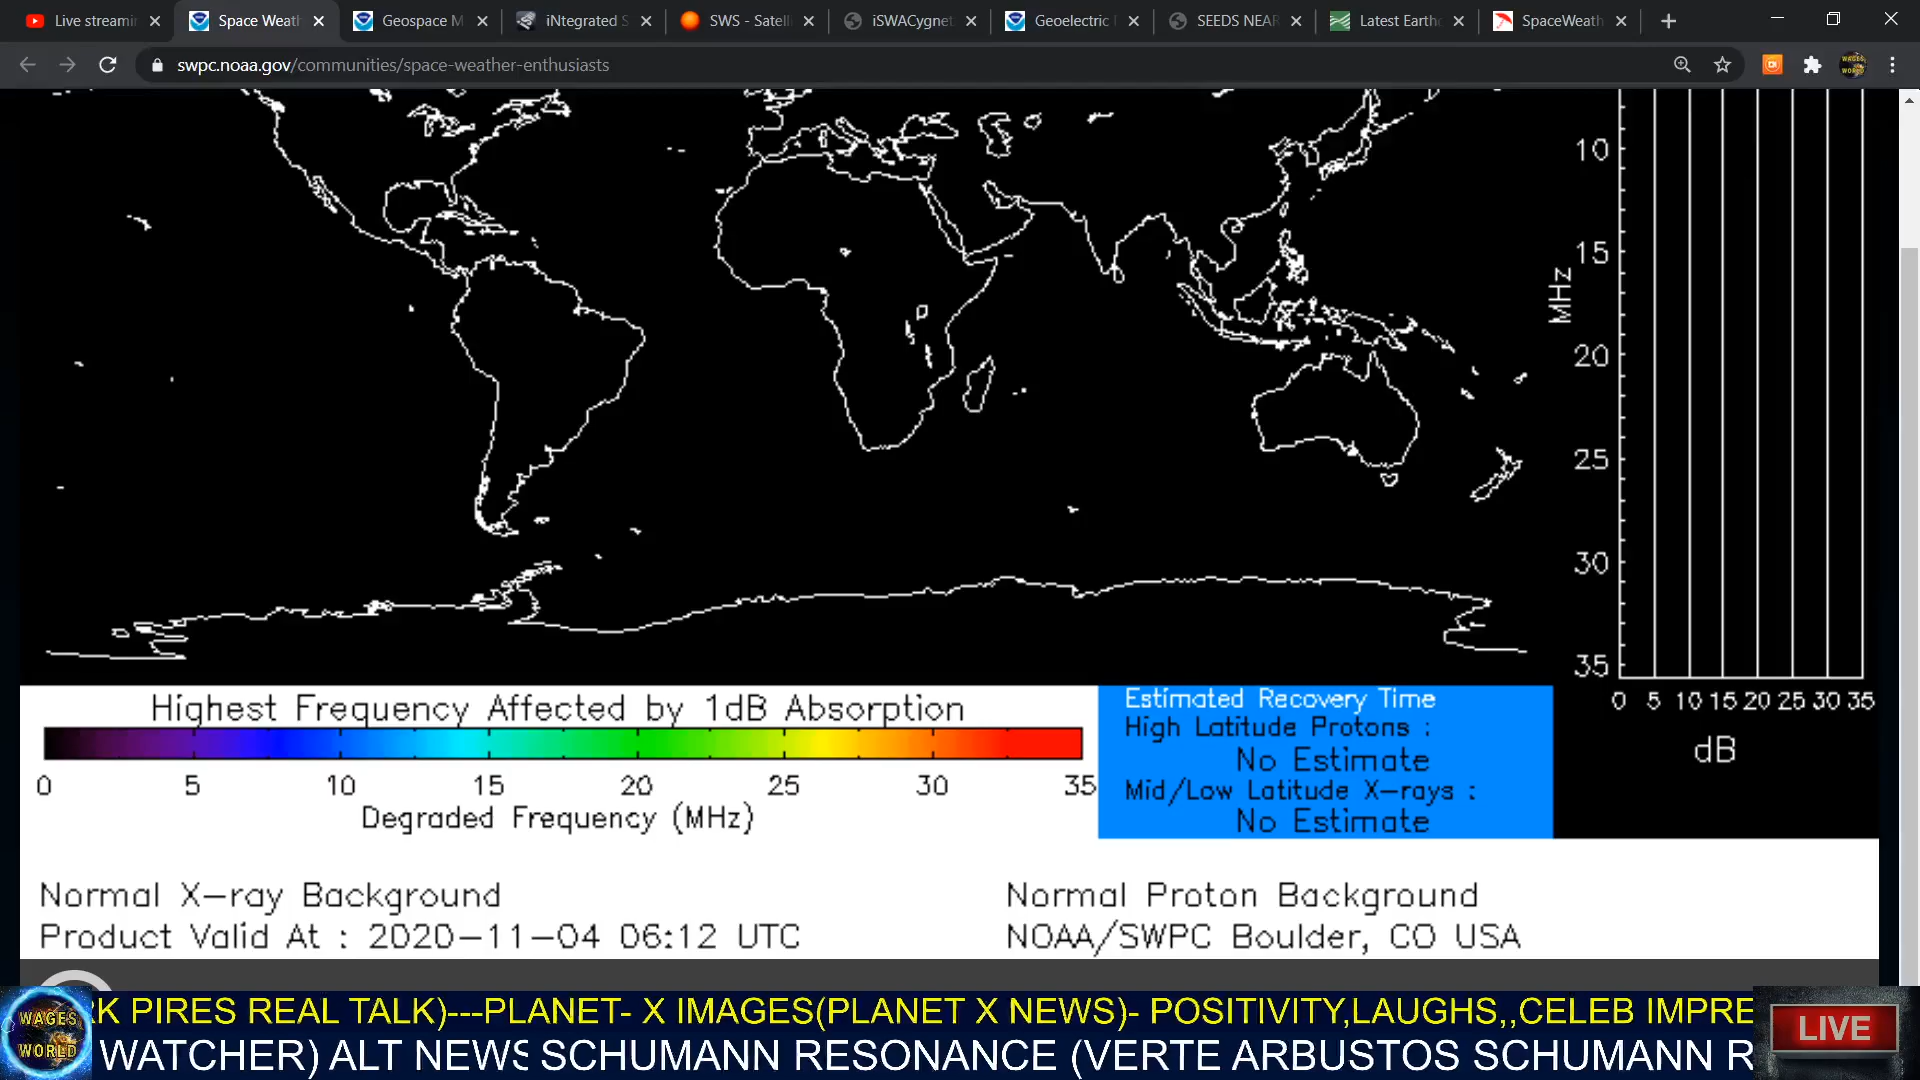 Live streamin
Space Weath
Geospace M
iNtegrated S
SWS - Satelli
iSWACygnet
Geoelectric
SEEDS NEAR
Latest Earthq
SpaceWeath
swpc.noaa.gov/communities/space-weather-enthusiasts
10
15
MHz
20
25
30
35
0 5 10 15 20 25 30 35
dB
Highest Frequency Affected by 1dB Absorption
0 5 10 15 20 25 30 35
Degraded Frequency (MHz)
Estimated Recovery Time
High Latitude Protons :
No Estimate
Mid/Low Latitude X-rays :
No Estimate
Normal X-ray Background
Normal Proton Background
Product Valid At : 2020-11-04 06:12 UTC
NOAA/SWPC Boulder, CO USA
RK PIRES REAL TALK)---PLANET- X IMAGES(PLANET X NEWS)- POSITIVITY,LAUGHS,,CELEB IMPRE
WATCHER) ALT NEWS SCHUMANN RESONANCE (VERTE ARBUSTOS SCHUMANN R
WAGES
WORLD
LIVE